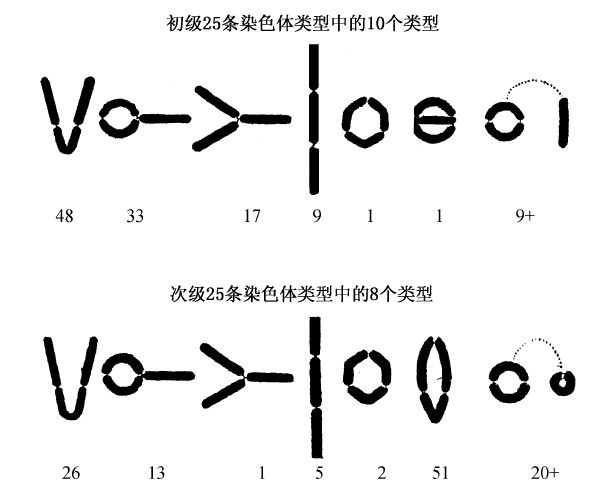 初级25条染色体类型中的10个类型
48 33 17 9 1 1 9+
次级25条染色体类型中的8个类型
26 13 1 5 2 51 20+